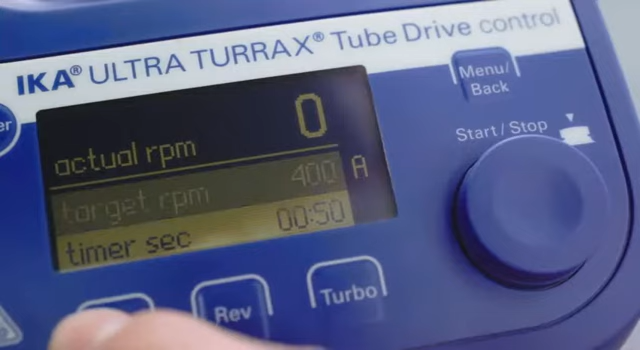 IKA® ULTRA TURRAX® Tube Drive control
Menu/
Back
Start / Stop
0
actual rpm
400 A
target rpm
00:50
timer sec
Rev
Turbo